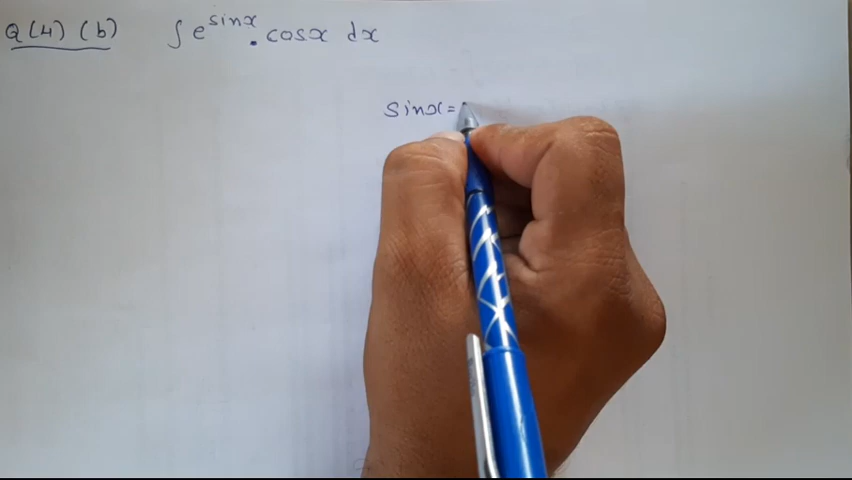 Q(4) (b) ∫e^sinx . cosx dx
sinx=